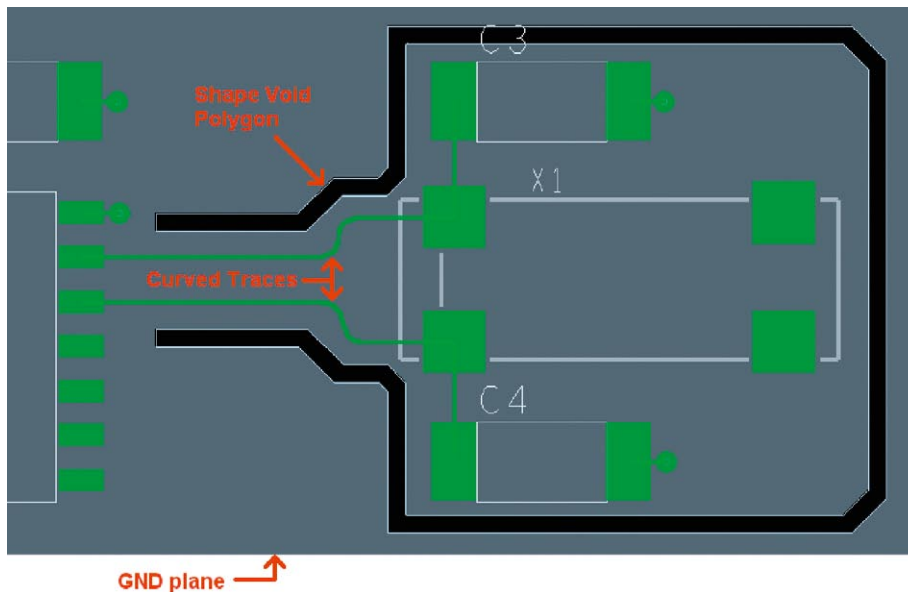 C3
Shape Void
Polygon
X1
Curved Traces
C4
GND plane